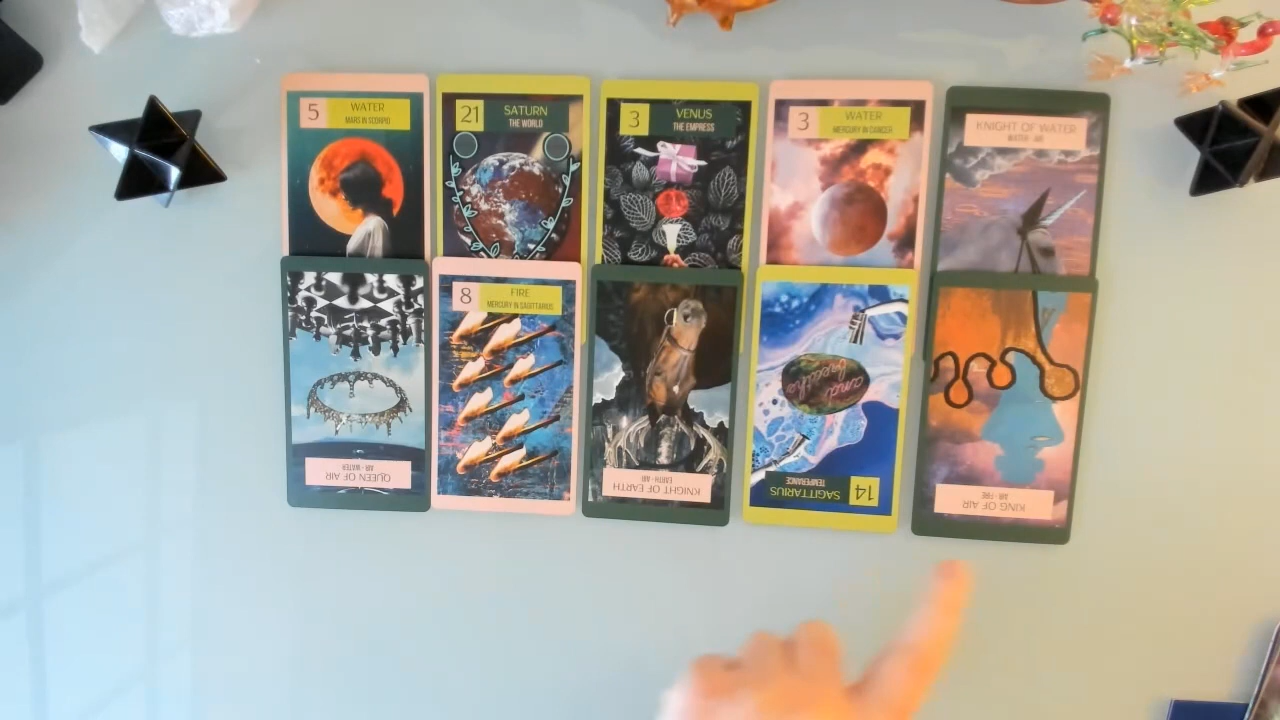 5 WATER
MARS IN SCORPIO
21 SATURN
THE WORLD
3 VENUS
THE EMPRESS
3 WATER
MERCURY IN CANCER
KNIGHT OF WATER
WATER · AIR
QUEEN OF AIR
AIR · WATER
8 FIRE
MERCURY IN SAGITTARIUS
KNIGHT OF EARTH
EARTH · AIR
and
breathe
14 SAGITTARIUS
TEMPERANCE
KING OF AIR
AIR · FIRE